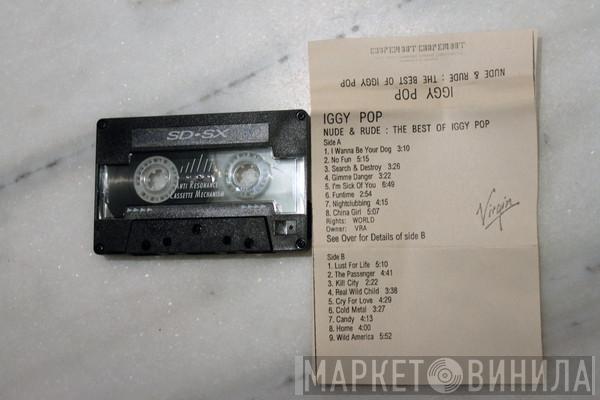 NUDE & RUDE : THE BEST OF IGGY POP
IGGY POP
SD-SX
90
ANTI RESONANCE
CASSETTE MECHANISM
IGGY POP
NUDE & RUDE : THE BEST OF IGGY POP
Side A
1. I Wanna Be Your Dog 3:10
2. No Fun 5:15
3. Search & Destroy 3:26
4. Gimme Danger 3:22
5. I'm Sick Of You 6:49
6. Funtime 2:54
7. Nightclubbing 4:15
8. China Girl 5:07
Rights: WORLD
Owner: VRA
See Over for Details of side B
Virgin
Side B
1. Lust For Life 5:10
2. The Passenger 4:41
3. Kill City 2:22
4. Real Wild Child 3:38
5. Cry For Love 4:29
6. Cold Metal 3:27
7. Candy 4:13
8. Home 4:00
9. Wild America 5:52
МАРКЕТ ВИНИЛА